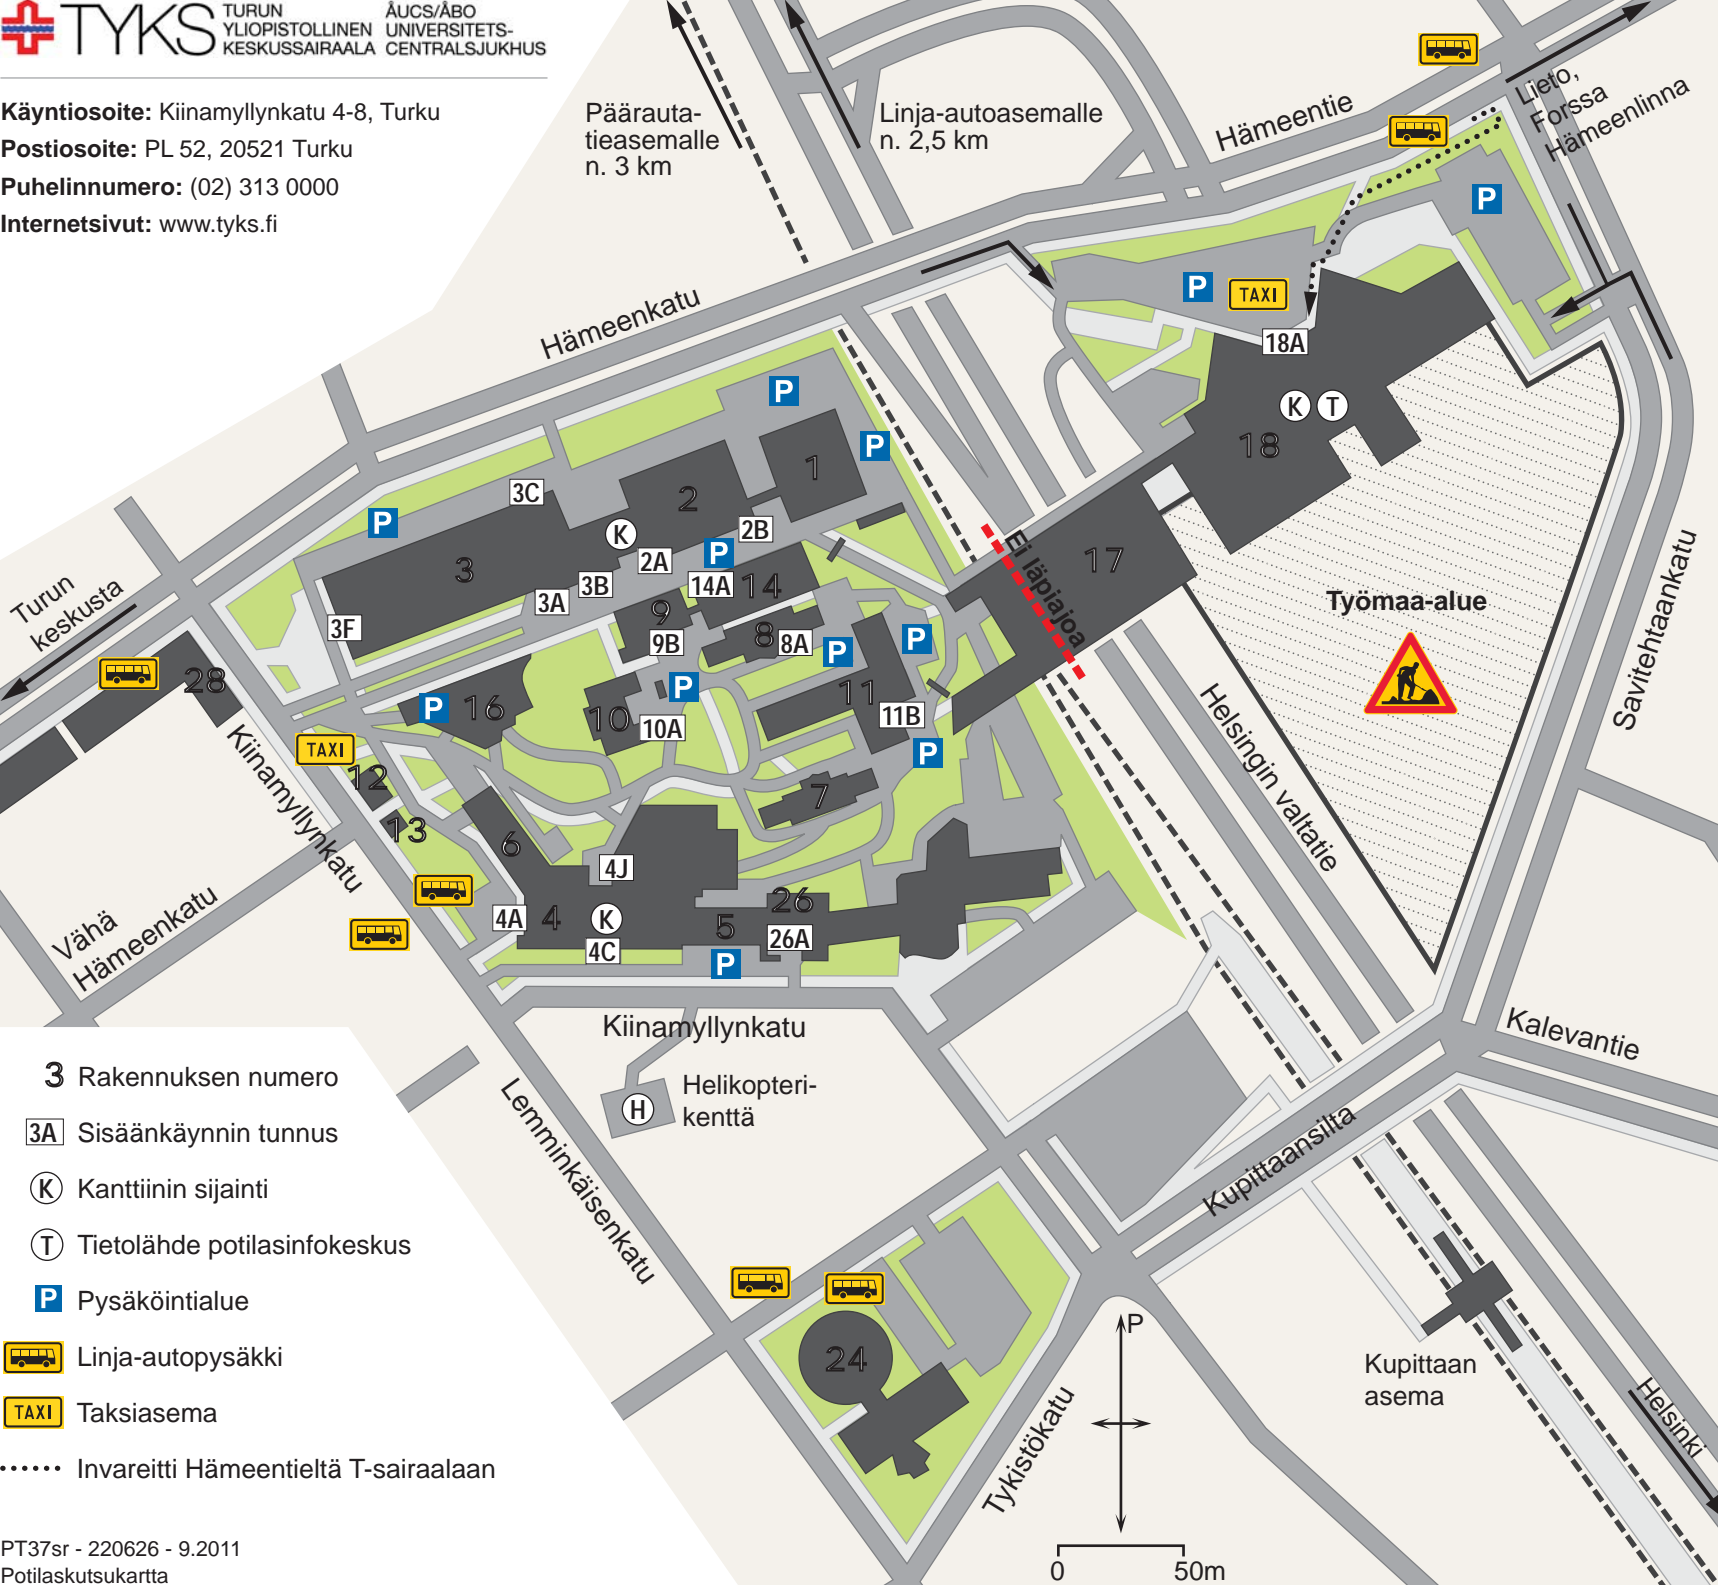 TYKS
TURUN
YLIOPISTOLLINEN
KESKUSSAIRAALA
ÅUCS/ÅBO
UNIVERSITETS-
CENTRALSJUKHUS
Käyntiosoite: Kiinamyllynkatu 4-8, Turku
Postiosoite: PL 52, 20521 Turku
Puhelinnumero: (02) 313 0000
Internetsivut: www.tyks.fi
Päärauta-
tieasemalle
n. 3 km
Linja-autoasemalle
n. 2,5 km
Hämeentie
Lieto,
Forssa
Hämeenlinna
P
P
TAXI
18A
K
T
18
Hämeenkatu
P
P
1
2
3C
P
K
2B
2A
P
3
3B
3A
14A
14
3F
9
9B
8
8A
P
P
17
Ei läpiajoa
Työmaa-alue
Savitehtaankatu
Turun
keskusta
28
P
16
10
10A
P
11
11B
P
Helsingin valtatie
TAXI
12
13
Kiinamyllynkatu
7
6
4J
4A
4
K
4C
5
26
26A
P
Vähä
Hämeenkatu
Kiinamyllynkatu
Kalevantie
Helikopteri-
kenttä
H
Lemminkäisenkatu
Kupittaansilta
24
P
Kupittaan
asema
Helsinki
Tykistökatu
0
50m
3 Rakennuksen numero
3A Sisäänkäynnin tunnus
K Kanttiinin sijainti
T Tietolähde potilasinfokeskus
P Pysäköintialue
Linja-autopysäkki
TAXI Taksiasema
Invareitti Hämeentieltä T-sairaalaan
PT37sr - 220626 - 9.2011
Potilaskutsukartta